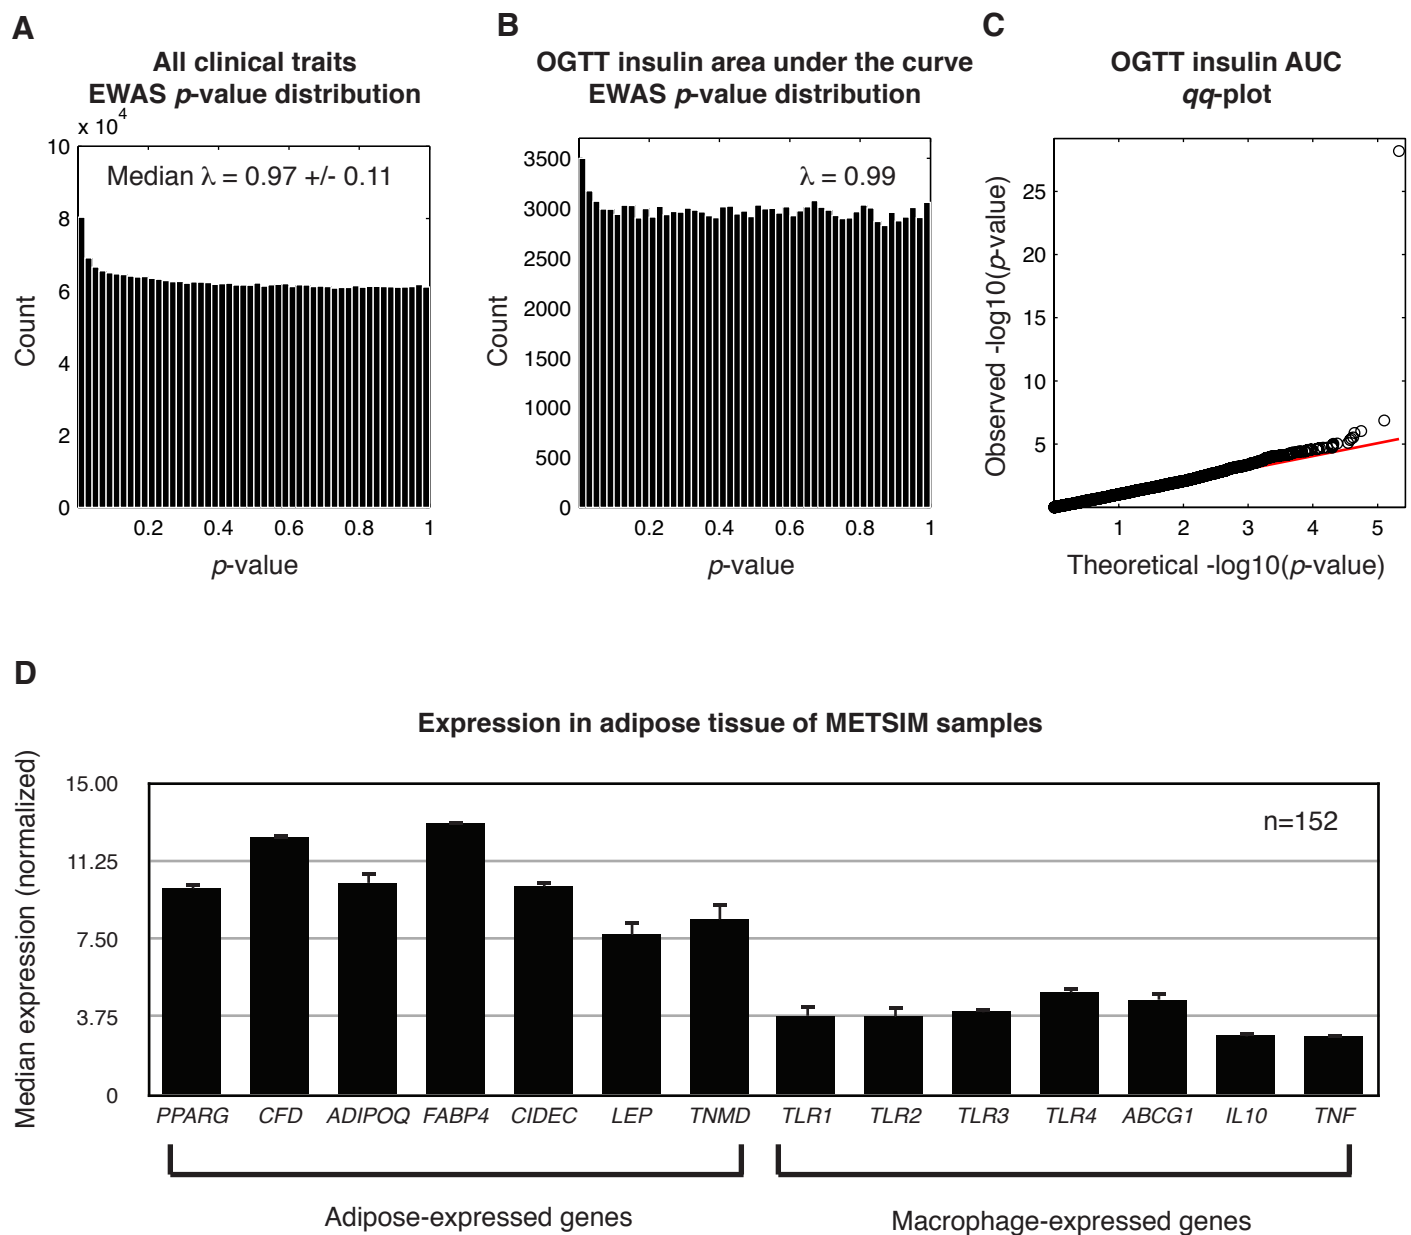 A
All clinical traits
EWAS p-value distribution
x 10^4
10
8
6
4
2
0
Median λ = 0.97 +/- 0.11
Count
0.2 0.4 0.6 0.8 1
p-value
B
OGTT insulin area under the curve
EWAS p-value distribution
3500
3000
2500
2000
1500
1000
500
0
λ = 0.99
Count
0.2 0.4 0.6 0.8 1
p-value
C
OGTT insulin AUC
qq-plot
25
20
15
10
5
Observed -log10(p-value)
1 2 3 4 5
Theoretical -log10(p-value)
D
Expression in adipose tissue of METSIM samples
Median expression (normalized)
15.00
11.25
7.50
3.75
0
n=152
PPARG CFD ADIPOQ FABP4 CIDEC LEP TNMD TLR1 TLR2 TLR3 TLR4 ABCG1 IL10 TNF
Adipose-expressed genes
Macrophage-expressed genes